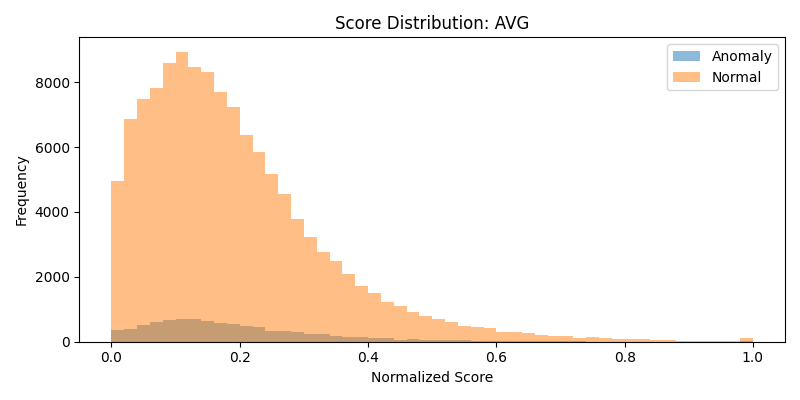 Score Distribution: AVG
Anomaly
Normal
Frequency
8000
6000
4000
2000
0
0.0 0.2 0.4 0.6 0.8 1.0
Normalized Score